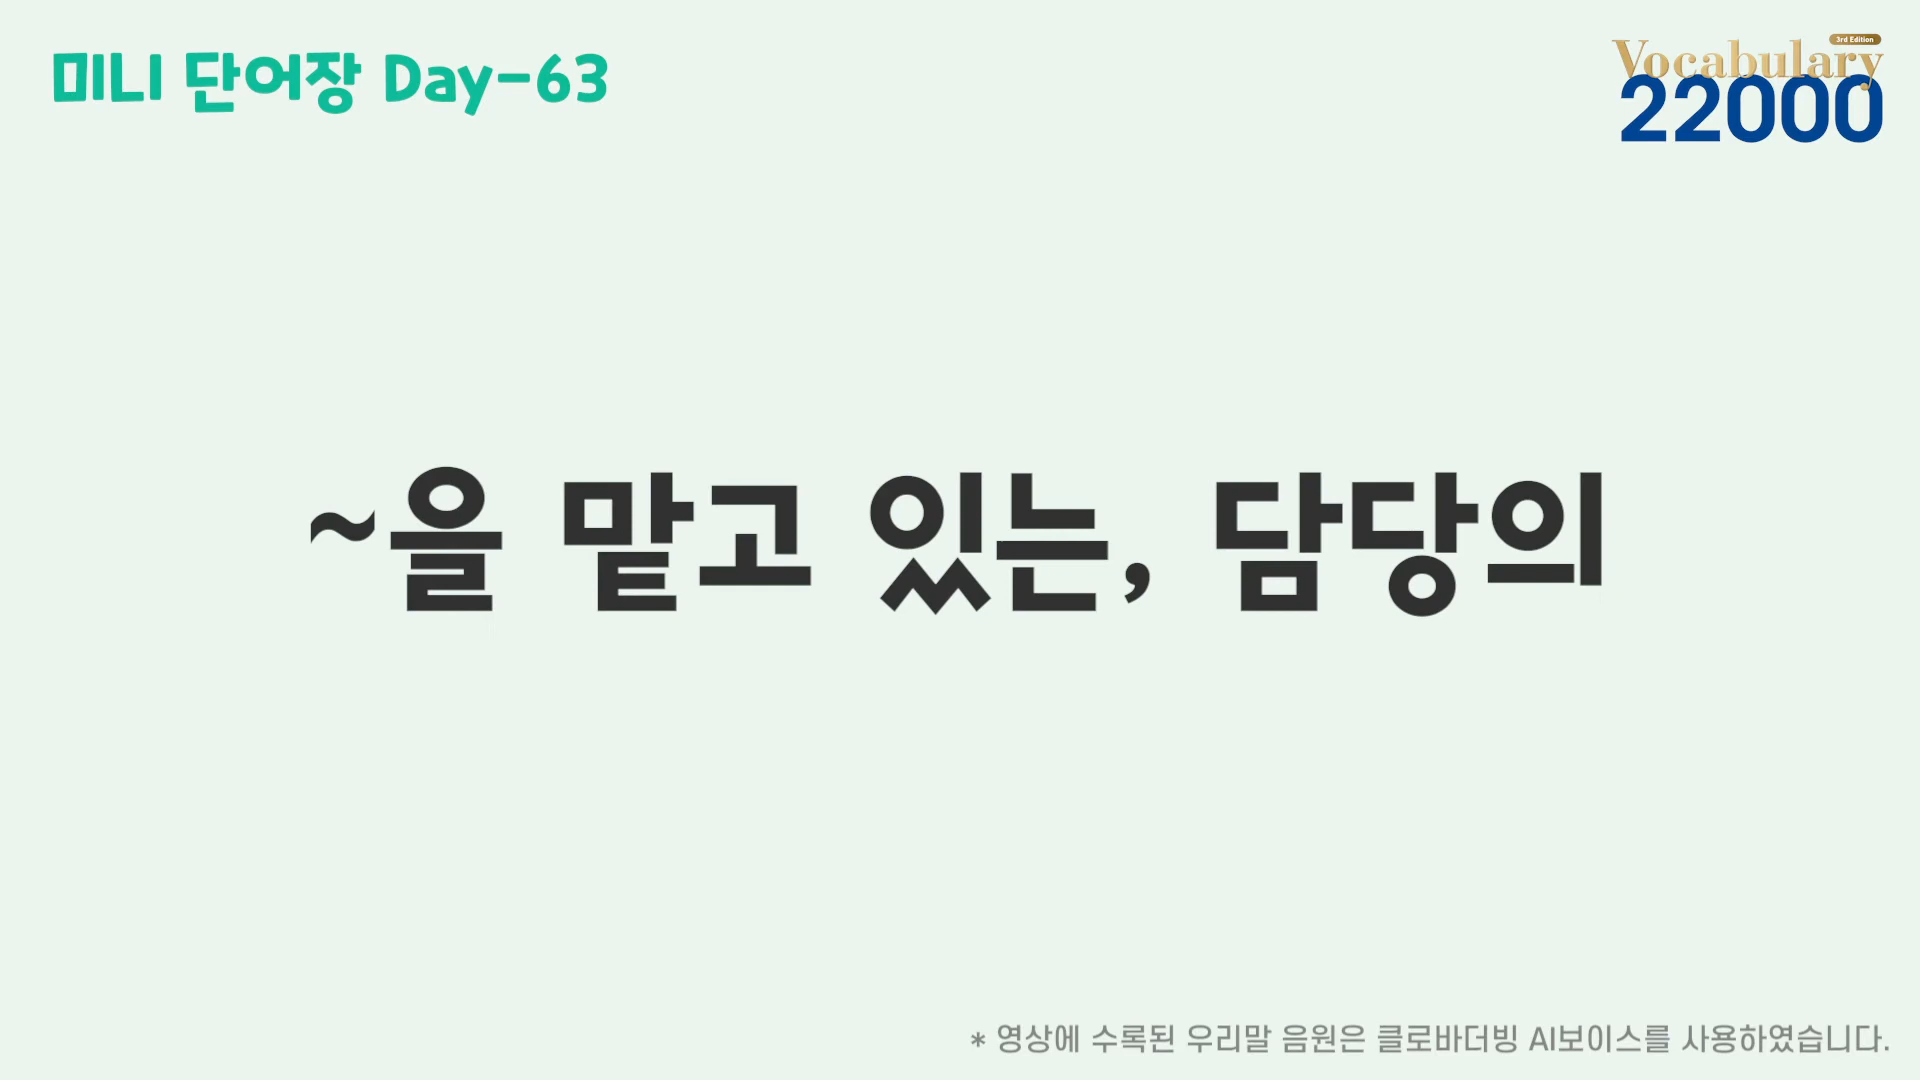 미니 단어장 Day-63
3rd Edition
Vocabulary
22000
~을 맡고 있는, 담당의
* 영상에 수록된 우리말 음원은 클로바더빙 AI보이스를 사용하였습니다.